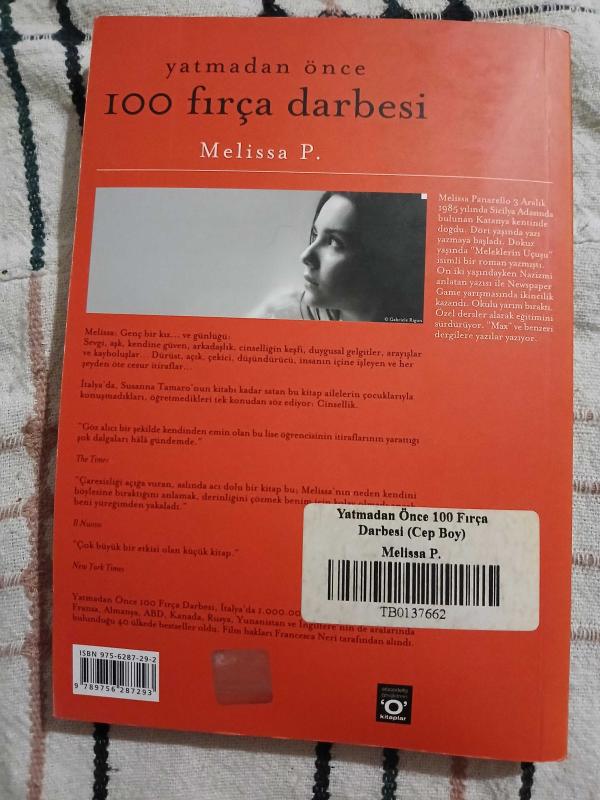 yatmadan önce
100 fırça darbesi
Melissa P.
Melissa Panarello 3 Aralık
1985 yılında Sicilya Adasında
bulunan Katanya kentinde
doğdu. Dört yaşında yazı
yazmaya başladı. Dokuz
yaşında "Meleklerin Uçuşu"
isimli bir roman yazmıştı.
On iki yaşındayken Nazizmi
anlatan yazısı ile Newspaper
Game yarışmasında ikincilik
kazandı. Okulu yarım bıraktı.
Özel dersler alarak eğitimini
sürdürüyor. "Max" ve benzeri
dergilere yazılar yazıyor.
© Gabriele Rigon
Melissa: Genç bir kız... ve günlüğü:
Sevgi, aşk, kendine güven, arkadaşlık, cinselliğin keşfi, duygusal gelgitler, arayışlar
ve kayboluşlar... Dürüst, açık, çekici, düşündürücü, insanın içine işleyen ve her
şeyden öte cesur itiraflar...
İtalya'da, Susanna Tamaro'nun kitabı kadar satan bu kitap ailelerin çocuklarıyla
konuşmadıkları, öğretmedikleri tek konudan söz ediyor: Cinsellik.
"Göz alıcı bir şekilde kendinden emin olan bu lise öğrencisinin itiraflarının yarattığı
şok dalgaları hâlâ gündemde."
The Times
"Çaresizliği açığa vuran, aslında acı dolu bir kitap bu; Melissa'nın neden kendini
böylesine bıraktığını anlamak, derinliğini çözmek benim için kolay olmadı
beni yüreğimden yakaladı."
Il Nuovo
"Çok büyük bir etkisi olan küçük kitap."
New York Times
Yatmadan Önce 100 Fırça
Darbesi (Cep Boy)
Melissa P.
TB0137662
Yatmadan Önce 100 Fırça Darbesi, İtalya'da 1.000.00
Fransa, Almanya, ABD, Kanada, Rusya, Yunanistan ve İngiltere'nin de aralarında
bulunduğu 40 ülkede bestseller oldu. Film hakları Francesca Neri tarafından alındı.
ISBN 975-6287-29-2
9 789756 287293
'O'
kitaplar